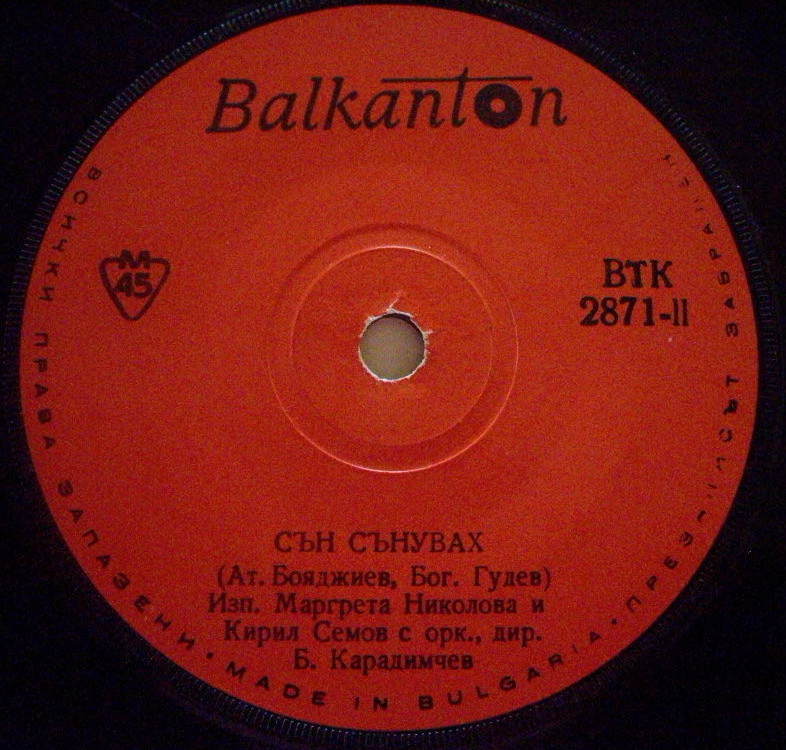 Balkanton
M
45
ВТК
2871-II
СЪН СЪНУВАХ
(Ат. Бояджиев, Бог. Гудев)
Изп. Маргрета Николова и
Кирил Семов с орк., дир.
Б. Карадимчев
ВСИЧКИ ПРАВА ЗАПАЗЕНИ • MADE IN BULGARIA • ПРЕЗАПИСЪТ ЗАБРАНЕН